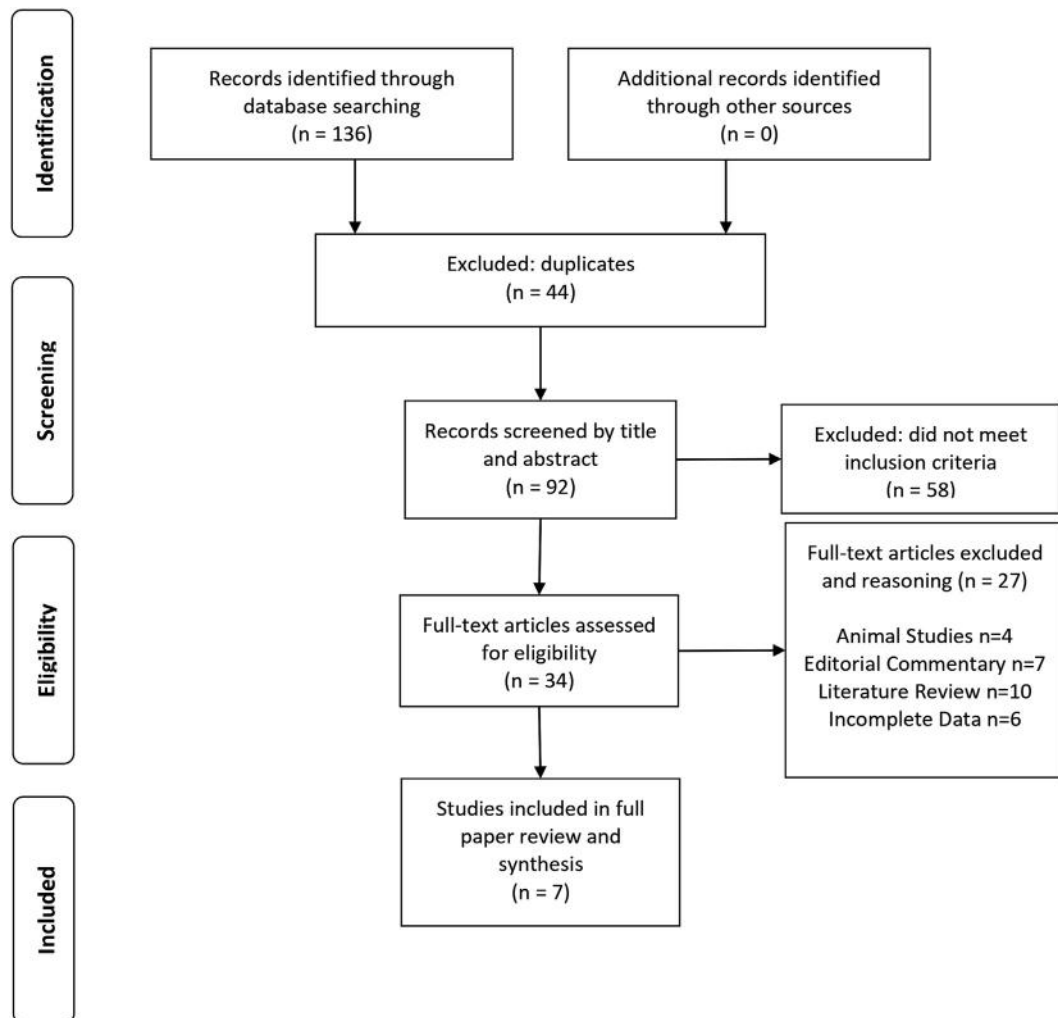 Identification
Records identified through
database searching
(n = 136)
Additional records identified
through other sources
(n = 0)
Excluded: duplicates
(n = 44)
Screening
Records screened by title
and abstract
(n = 92)
Excluded: did not meet
inclusion criteria
(n = 58)
Eligibility
Full-text articles assessed
for eligibility
(n = 34)
Full-text articles excluded
and reasoning (n = 27)
Animal Studies n=4
Editorial Commentary n=7
Literature Review n=10
Incomplete Data n=6
Included
Studies included in full
paper review and
synthesis
(n = 7)